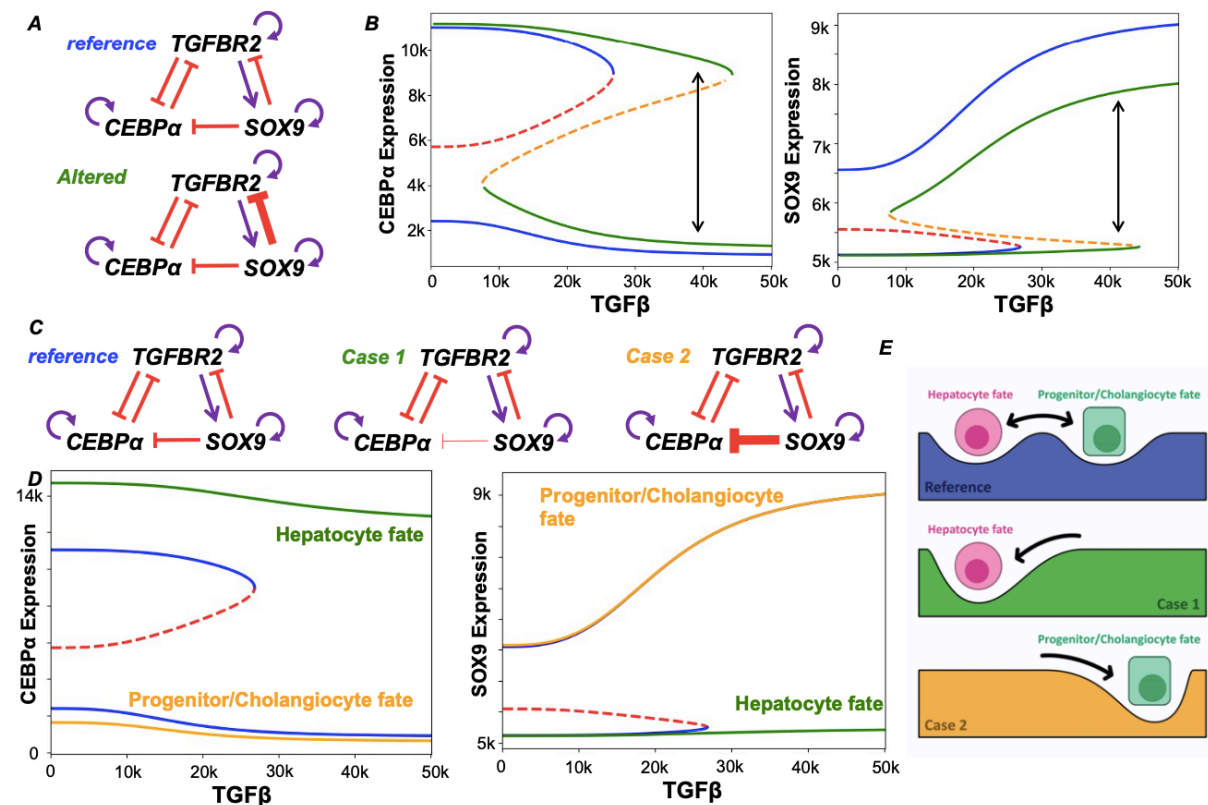 A
reference
TGFBR2
CEBPα
SOX9
Altered
TGFBR2
CEBPα
SOX9
B
CEBPα Expression
10k
8k
6k
4k
2k
0 10k 20k 30k 40k 50k
TGFβ
SOX9 Expression
9k
8k
7k
6k
5k
0 10k 20k 30k 40k 50k
TGFβ
C
reference
TGFBR2
CEBPα
SOX9
Case 1
TGFBR2
CEBPα
SOX9
Case 2
TGFBR2
CEBPα
SOX9
D
CEBPα Expression
14k
0
Hepatocyte fate
Progenitor/Cholangiocyte fate
0 10k 20k 30k 40k 50k
TGFβ
SOX9 Expression
9k
5k
Progenitor/Cholangiocyte
fate
Hepatocyte fate
0 10k 20k 30k 40k 50k
TGFβ
E
Hepatocyte fate
Progenitor/Cholangiocyte fate
Reference
Hepatocyte fate
Case 1
Progenitor/Cholangiocyte fate
Case 2